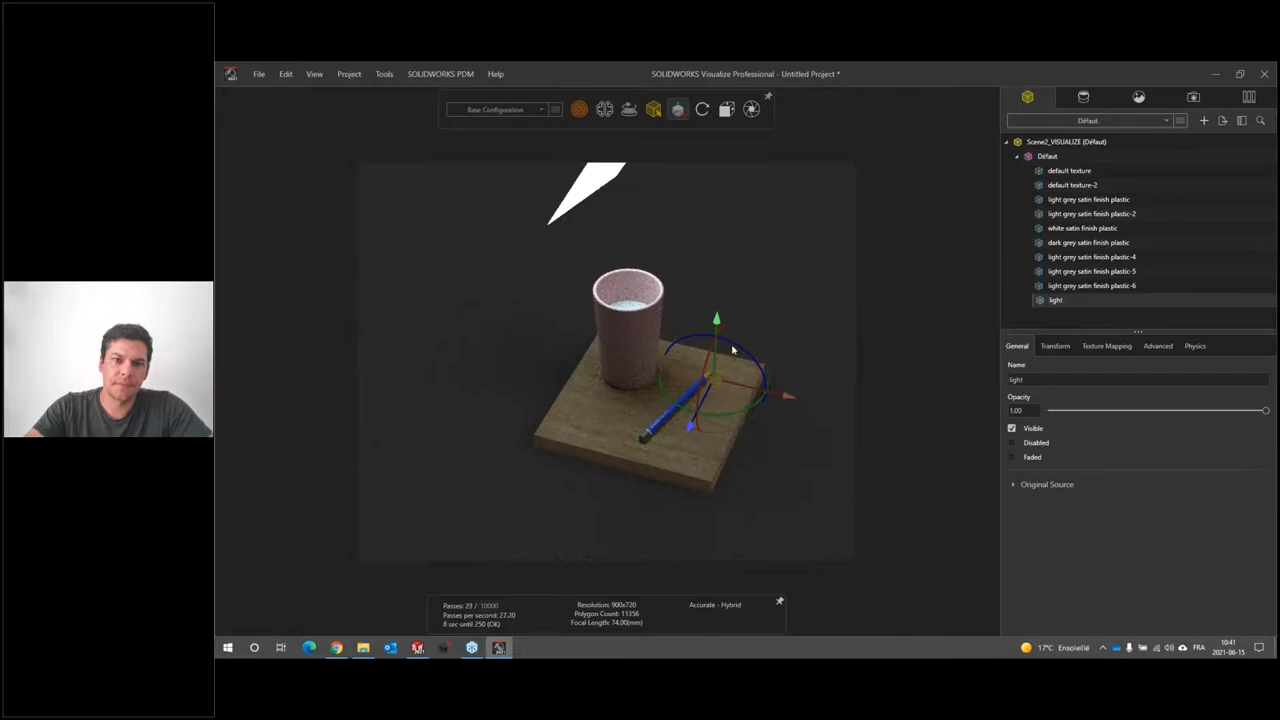 File Edit View Project Tools SOLIDWORKS PDM Help
SOLIDWORKS Visualize Professional - Untitled Project *
Base Configuration
Défaut
Scene2_VISUALIZE (Défaut)
Défaut
default texture
default texture-2
light grey satin finish plastic
light grey satin finish plastic-2
white satin finish plastic
dark grey satin finish plastic
light grey satin finish plastic-4
light grey satin finish plastic-5
light grey satin finish plastic-6
light
General Transform Texture Mapping Advanced Physics
Name
light
Opacity
1.00
Visible
Disabled
Faded
Original Source
Passes: 23 / 10000
Passes per second: 27.20
8 sec until 250 (OK)
Resolution: 900x720
Polygon Count: 11356
Focal Length: 74.00(mm)
Accurate - Hybrid
17°C Ensoleillé
FRA
10:41
2021-06-15